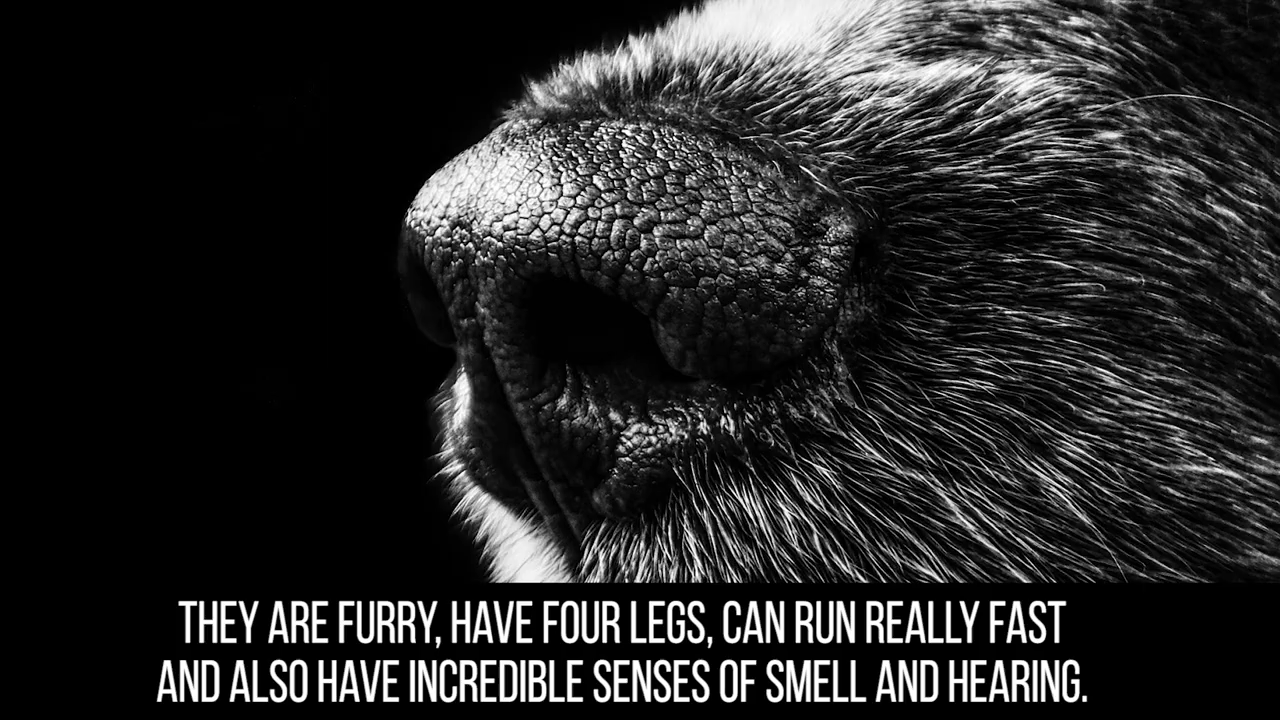 THEY ARE FURRY, HAVE FOUR LEGS, CAN RUN REALLY FAST
AND ALSO HAVE INCREDIBLE SENSES OF SMELL AND HEARING.